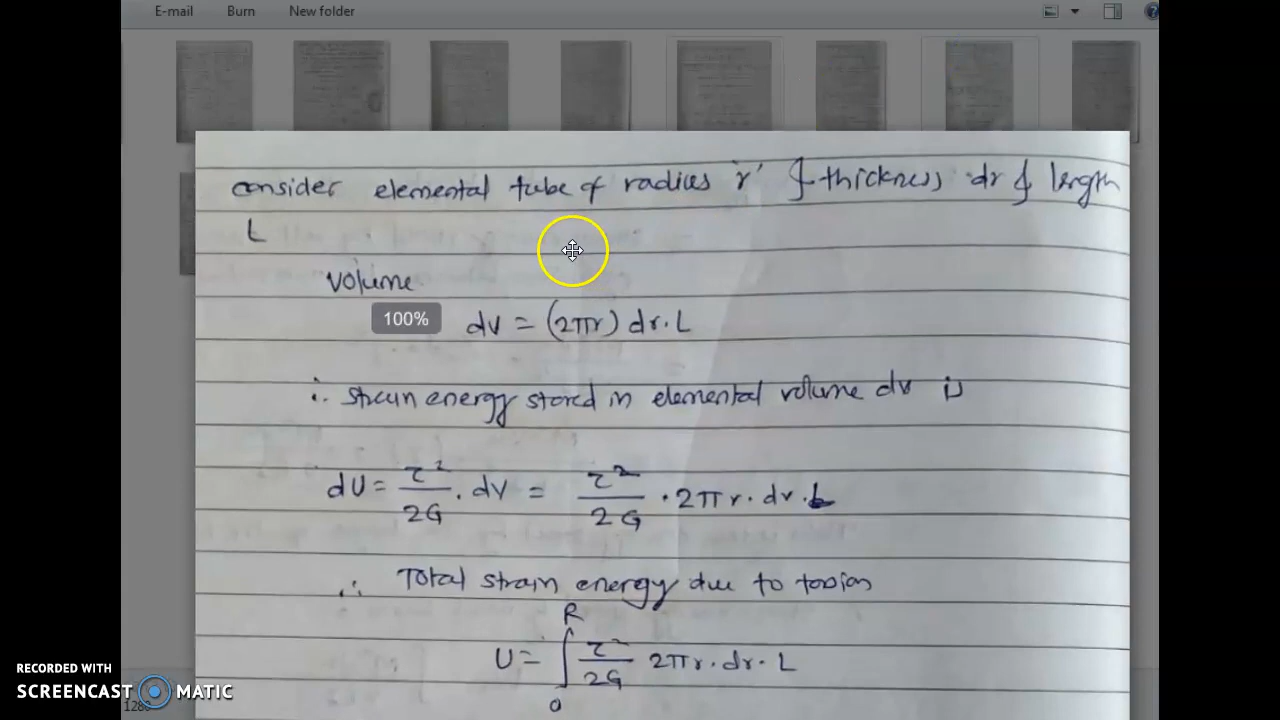 E-mail Burn New folder
consider elemental tube of radius 'r' & thickness dr & length
L
Volume
100%
dv = (2πr) dr. L
∴ strain energy stored in elemental volume dv is
dU = τ²/2G . dv = τ²/2G · 2πr. dr. L
∴ Total strain energy due to torsion
U = ∫₀ᴿ τ²/2G 2πr. dr. L
RECORDED WITH
SCREENCAST MATIC